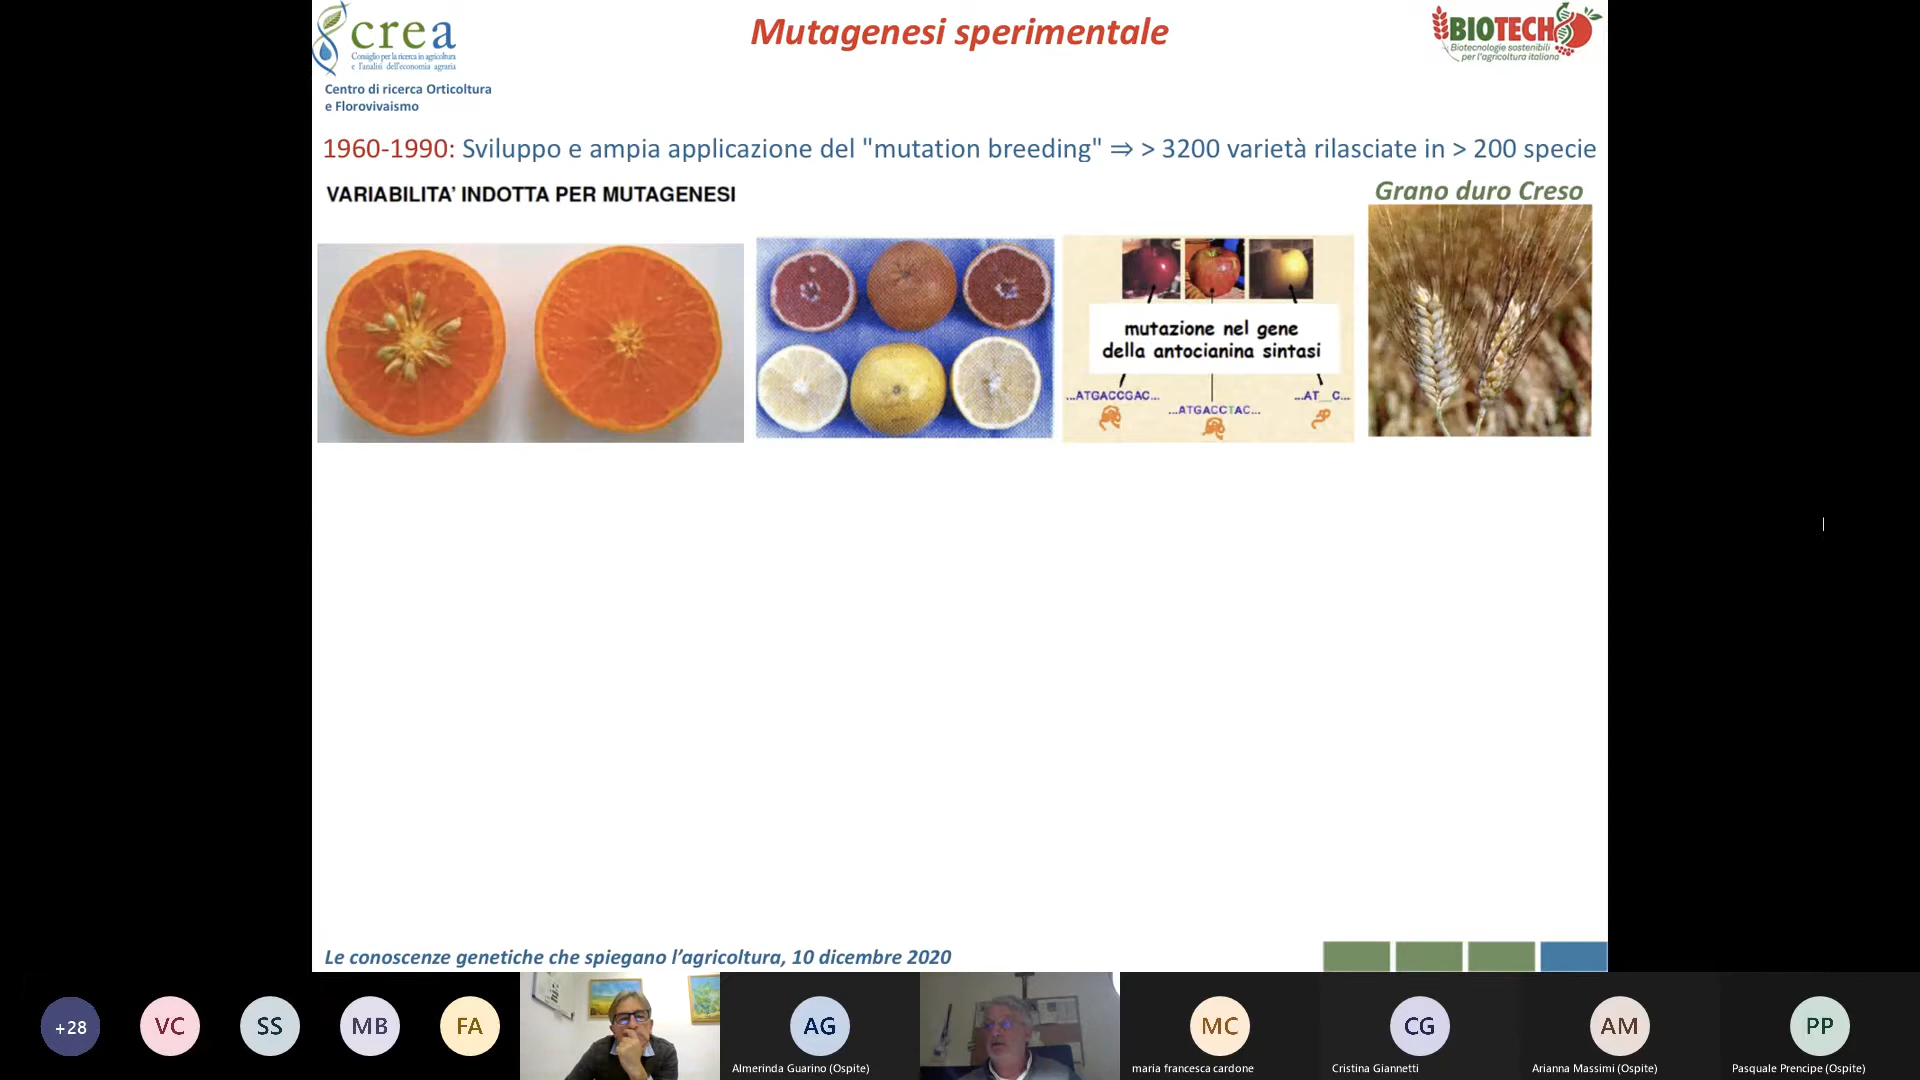 crea
Consiglio per la ricerca in agricoltura
e l'analisi dell'economia agraria
Centro di ricerca Orticoltura
e Florovivaismo
Mutagenesi sperimentale
BIOTECH
Biotecnologie sostenibili
per l'agricoltura italiana
1960-1990: Sviluppo e ampia applicazione del "mutation breeding" ⇒ > 3200 varietà rilasciate in > 200 specie
VARIABILITA' INDOTTA PER MUTAGENESI
Grano duro Creso
mutazione nel gene
della antocianina sintasi
...ATGACCGAC...
...ATGACCTAC...
...AT__C...
Le conoscenze genetiche che spiegano l'agricoltura, 10 dicembre 2020
+28
VC
SS
MB
FA
AG
Almerinda Guarino (Ospite)
MC
maria francesca cardone
CG
Cristina Giannetti
AM
Arianna Massimi (Ospite)
PP
Pasquale Prencipe (Ospite)